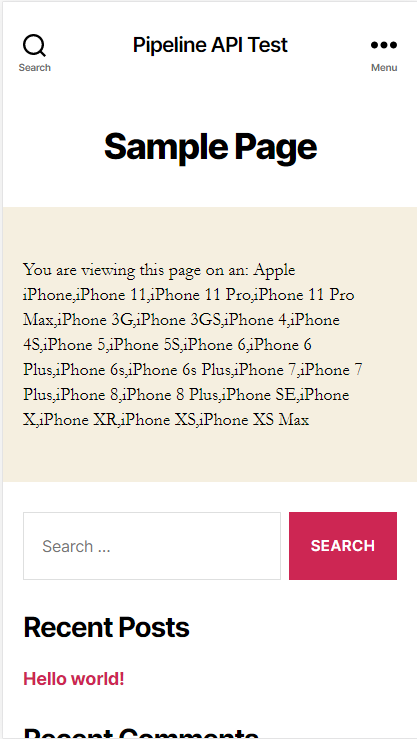 Pipeline API Test
Search
Menu
Sample Page
You are viewing this page on an: Apple
iPhone,iPhone 11,iPhone 11 Pro,iPhone 11 Pro
Max,iPhone 3G,iPhone 3GS,iPhone 4,iPhone
4S,iPhone 5,iPhone 5S,iPhone 6,iPhone 6
Plus,iPhone 6s,iPhone 6s Plus,iPhone 7,iPhone 7
Plus,iPhone 8,iPhone 8 Plus,iPhone SE,iPhone
X,iPhone XR,iPhone XS,iPhone XS Max
Search …
SEARCH
Recent Posts
Hello world!
Recent Comments